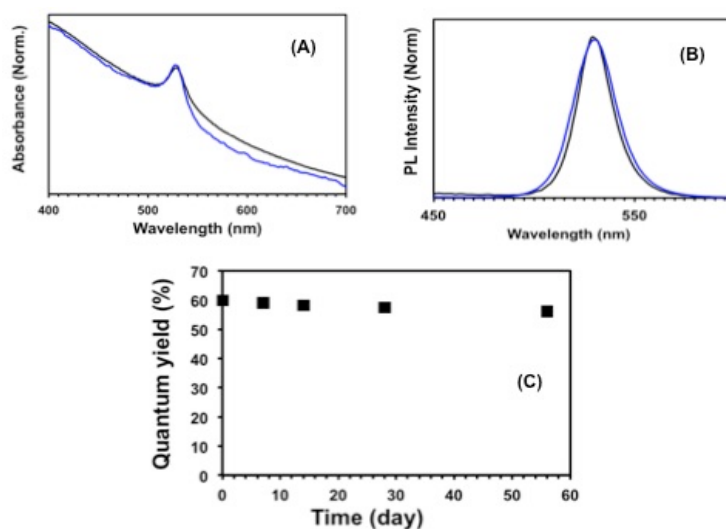 (A)
Absorbance (Norm.)
400 500 600 700
Wavelength (nm)
(B)
PL Intensity (Norm)
450 550
Wavelength (nm)
(C)
Quantum yield (%)
70
60
50
40
30
20
10
0
0 10 20 30 40 50 60
Time (day)